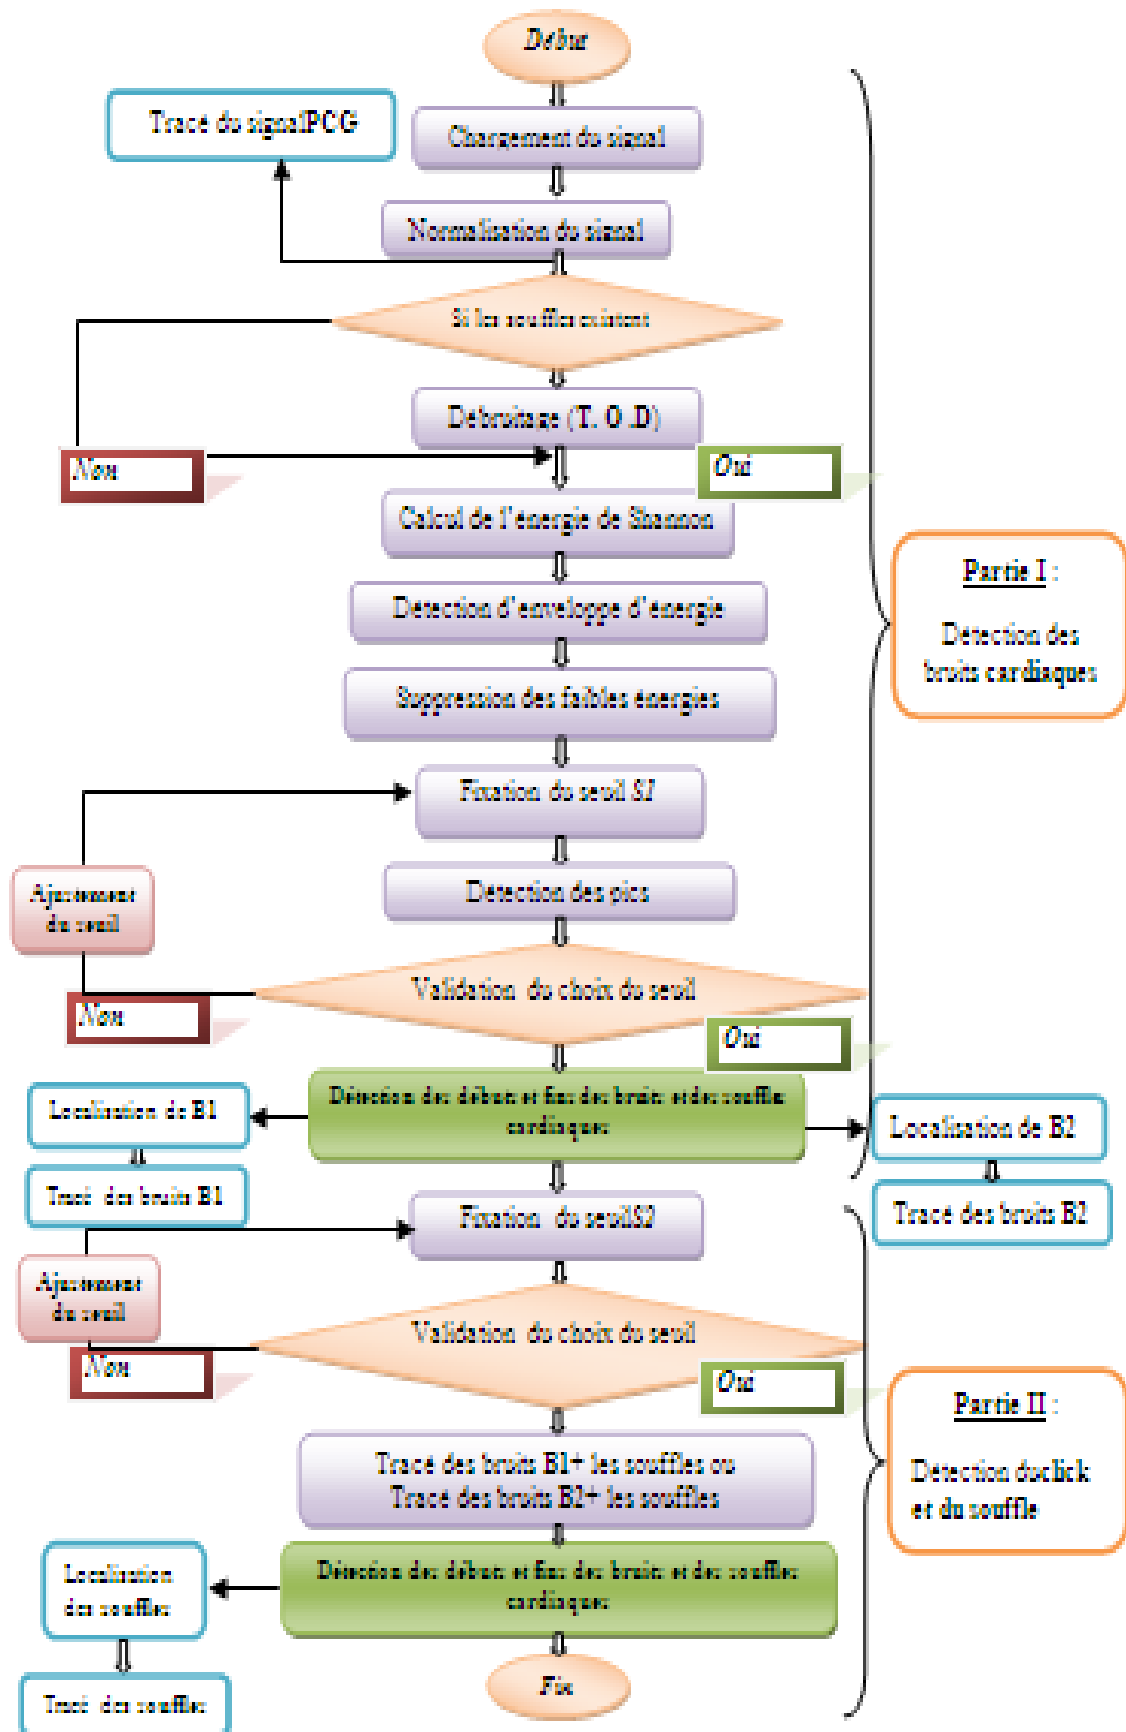 Début
Tracé du signalPCG
Chargement du signal
Normalisation du signal
Si les souffles existent
Débruitage (T. O .D)
Non
Oui
Calcul de l'énergie de Shannon
Détection d'enveloppe d'énergie
Partie I :
Détection des
bruits cardiaques
Suppression des faibles énergies
Fixation du seuil S1
Ajustement
du seuil
Détection des pics
Validation du choix du seuil
Non
Oui
Détection des débuts et fins des bruits et des souffles
cardiaques
Localisation de B1
Localisation de B2
Tracé des bruits B1
Tracé des bruits B2
Fixation du seuilS2
Ajustement
du seuil
Validation du choix du seuil
Non
Oui
Partie II :
Détection duclick
et du souffle
Tracé des bruits B1+ les souffles ou
Tracé des bruits B2+ les souffles
Détection des débuts et fins des bruits et des souffles
cardiaques
Localisation
des souffles
Tracé des souffles
Fin